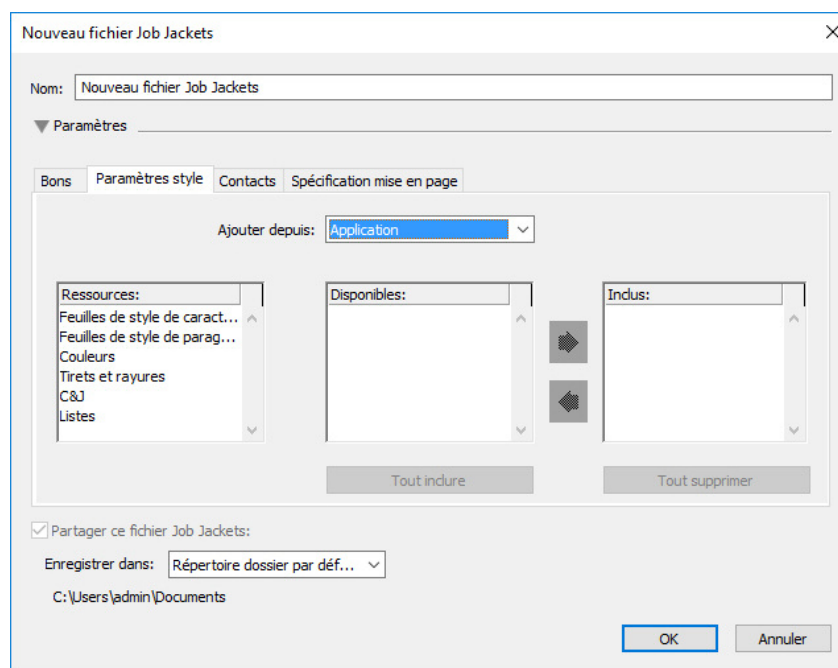 Nouveau fichier Job Jackets
Nom: Nouveau fichier Job Jackets
Paramètres
Bons Paramètres style Contacts Spécification mise en page
Ajouter depuis: Application
Ressources: Disponibles: Inclus:
Feuilles de style de caract...
Feuilles de style de parag...
Couleurs
Tirets et rayures
C&J
Listes
Tout inclure Tout supprimer
Partager ce fichier Job Jackets:
Enregistrer dans: Répertoire dossier par déf...
C:\Users\admin\Documents
OK Annuler